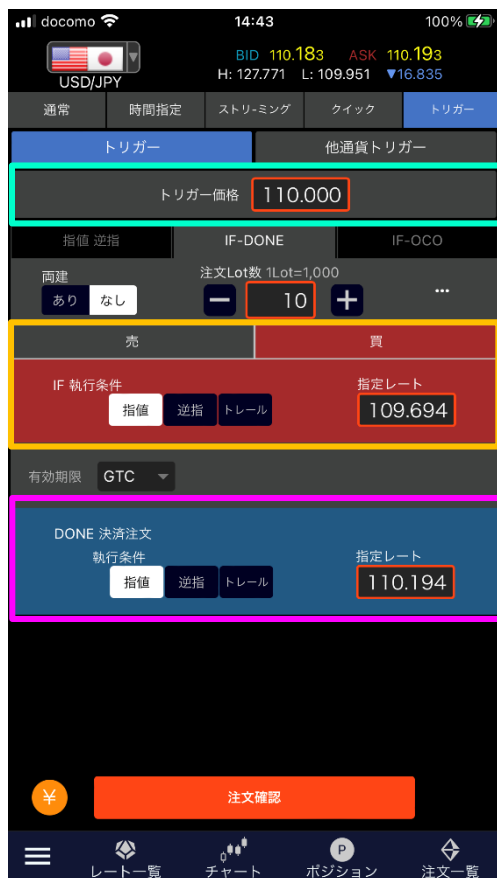 docomo 14:43 100%
BID 110.183 ASK 110.193
USD/JPY H: 127.771 L: 109.951 ▼16.835
通常 時間指定 ストリ-ミング クイック トリガー
トリガー 他通貨トリガー
トリガー価格 110.000
指値 逆指 IF-DONE IF-OCO
両建 注文Lot数 1Lot=1,000
あり なし − 10 + ...
売 買
IF 執行条件 指定レート
指値 逆指 トレール 109.694
有効期限 GTC
DONE 決済注文
執行条件 指定レート
指値 逆指 トレール 110.194
¥ 注文確認
P
レート一覧 チャート ポジション 注文一覧